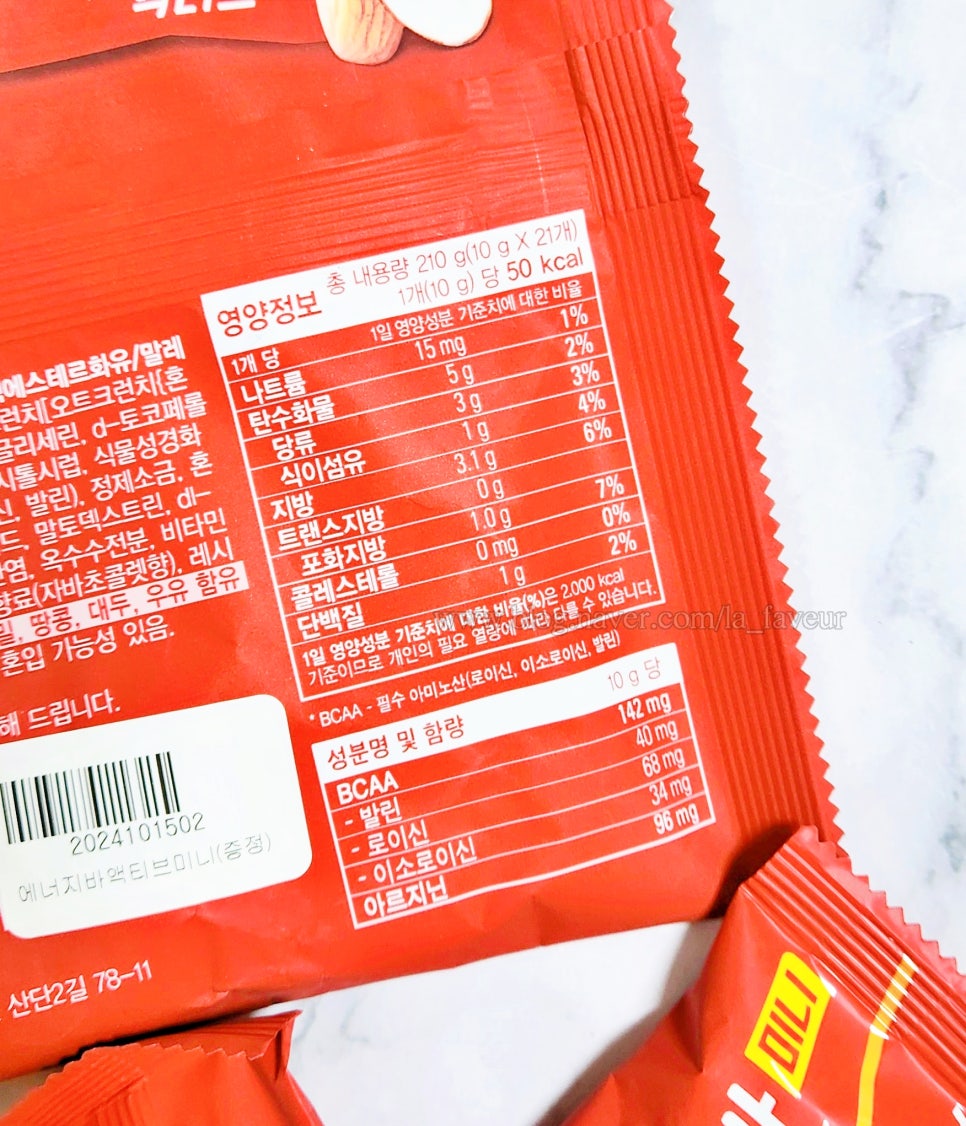 영양정보
총 내용량 210 g(10 g X 21개)
1개(10 g) 당 50 kcal
1개 당 1일 영양성분 기준치에 대한 비율
나트륨 15 mg 1%
탄수화물 5 g 2%
당류 3 g 3%
식이섬유 1 g 4%
지방 3.1 g 6%
트랜스지방 0 g
포화지방 1.0 g 7%
콜레스테롤 0 mg 0%
단백질 1 g 2%
1일 영양성분 기준치에 대한 비율(%)은 2,000 kcal
기준이므로 개인의 필요 열량에 따라 다를 수 있습니다.
* BCAA - 필수 아미노산(로이신, 이소로이신, 발린)
성분명 및 함량 10 g 당
BCAA 142 mg
- 발린 40 mg
- 로이신 68 mg
- 이소로이신 34 mg
아르지닌 96 mg
에스테르화유/말레
런치[오트크런치{혼
글리세린, d-토코페롤
시톨시럽, 식물성경화
신, 발린), 정제소금, 혼
드, 말토덱스트린, dl-
염, 옥수수전분, 비타민
향료(자바초콜렛향), 레시
밀, 땅콩, 대두, 우유 함유
혼입 가능성 있음.
해 드립니다.
2024101502
에너지바액티브미니(증정)
산단2길 78-11
blog.naver.com/la_faveur
미니
바